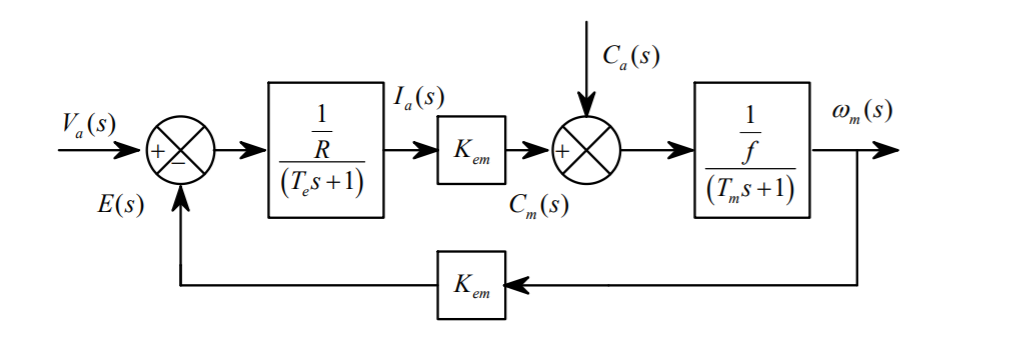 V_a(s)
+
−
E(s)
1
R
(T_e s+1)
I_a(s)
K_em
C_m(s)
+
C_a(s)
1
f
(T_m s+1)
ω_m(s)
K_em